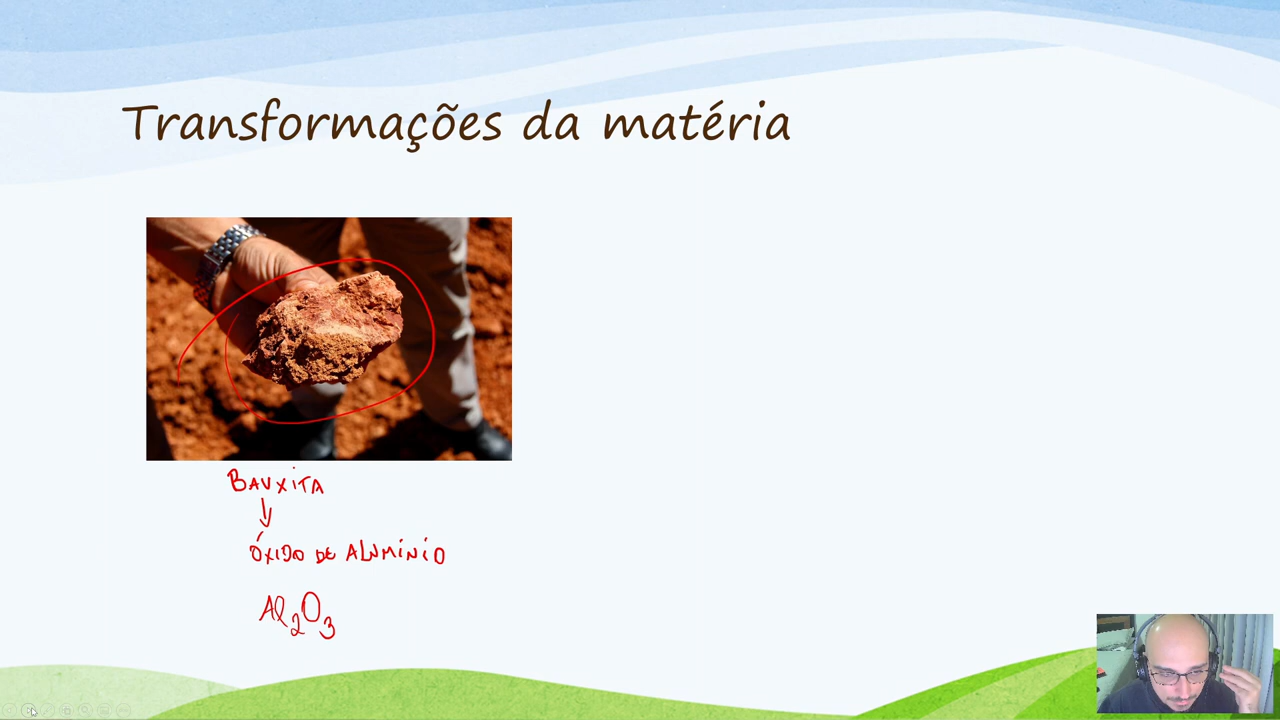 Transformações da matéria
BAUXITA
ÓXIDO DE ALUMÍNIO
Al₂O₃